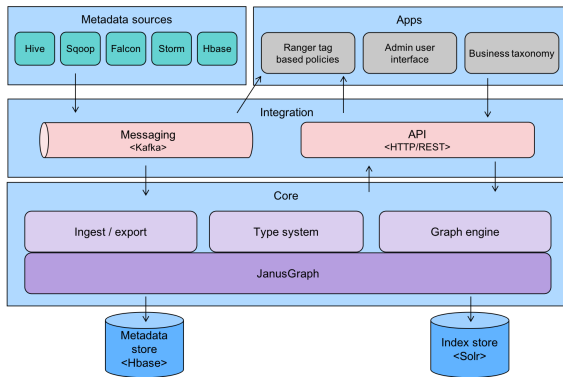 Metadata sources
Apps
Hive
Sqoop
Falcon
Storm
Hbase
Ranger tag
based policies
Admin user
interface
Business taxonomy
Integration
Messaging
<Kafka>
API
<HTTP/REST>
Core
Ingest / export
Type system
Graph engine
JanusGraph
Metadata
store
<Hbase>
Index store
<Solr>